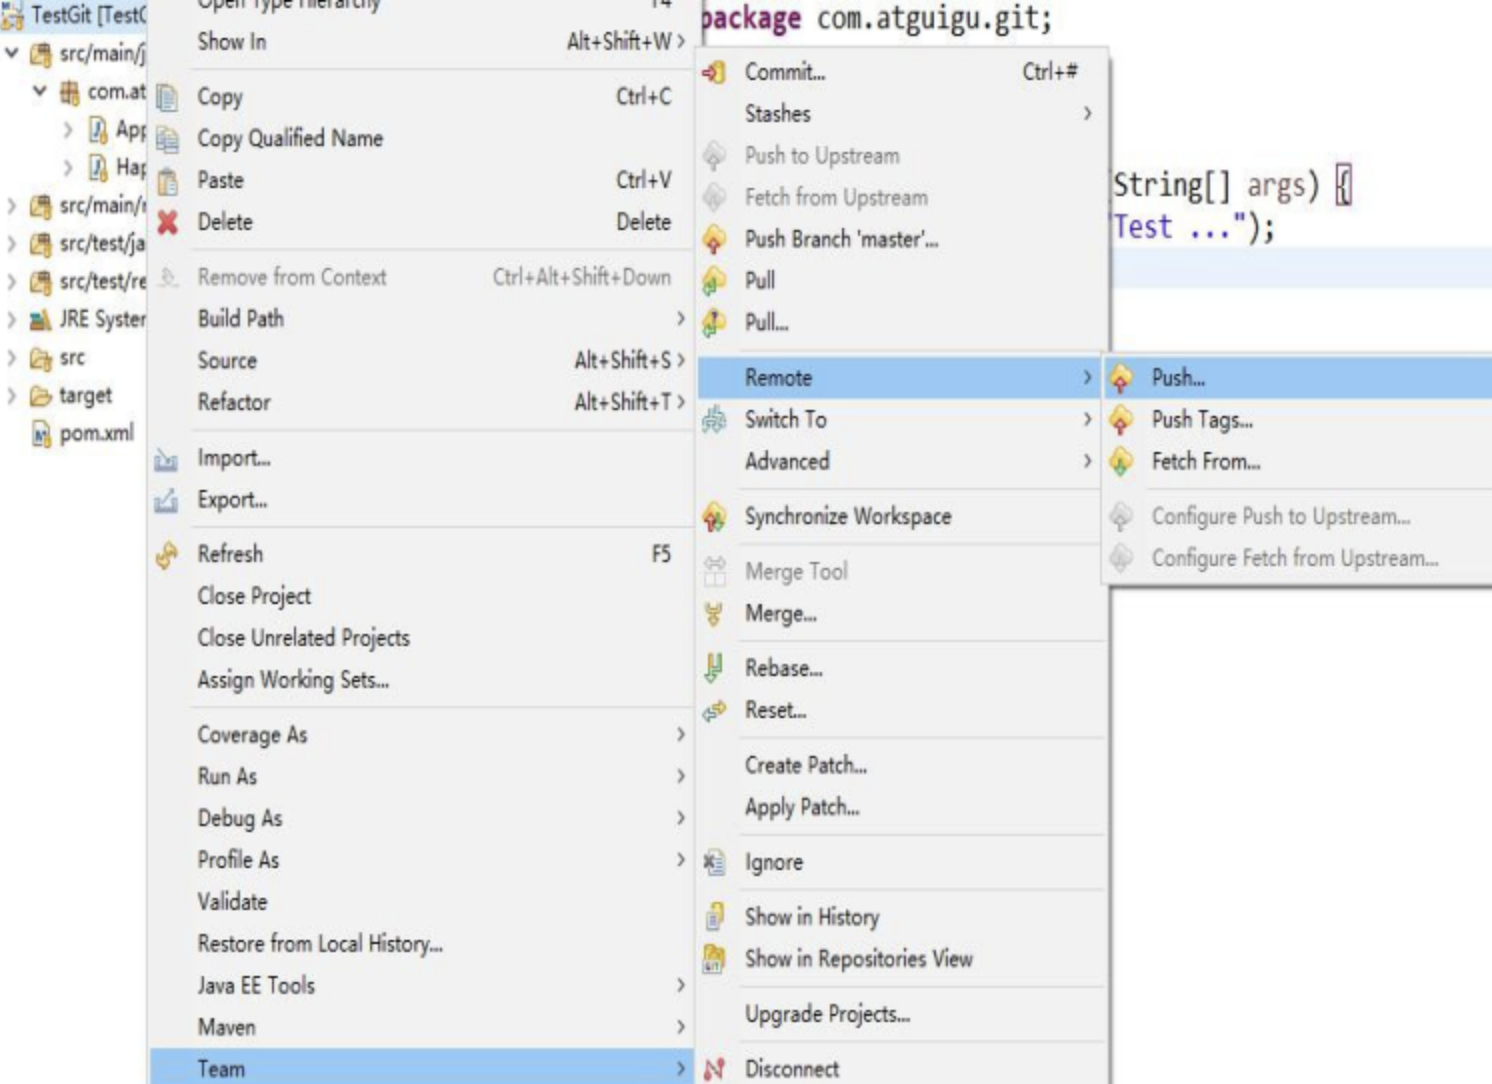 TestGit [Test
src/main/j
com.at
App
Hap
src/main/r
src/test/ja
src/test/re
JRE System
src
target
pom.xml
Open Type Hierarchy F4
Show In Alt+Shift+W
Copy Ctrl+C
Copy Qualified Name
Paste Ctrl+V
Delete Delete
Remove from Context Ctrl+Alt+Shift+Down
Build Path
Source Alt+Shift+S
Refactor Alt+Shift+T
Import...
Export...
Refresh F5
Close Project
Close Unrelated Projects
Assign Working Sets...
Coverage As
Run As
Debug As
Profile As
Validate
Restore from Local History...
Java EE Tools
Maven
Team
package com.atguigu.git;
String[] args) {
"Test ...");
Commit... Ctrl+#
Stashes
Push to Upstream
Fetch from Upstream
Push Branch 'master'...
Pull
Pull...
Remote
Switch To
Advanced
Synchronize Workspace
Merge Tool
Merge...
Rebase...
Reset...
Create Patch...
Apply Patch...
Ignore
Show in History
Show in Repositories View
Upgrade Projects...
Disconnect
Push...
Push Tags...
Fetch From...
Configure Push to Upstream...
Configure Fetch from Upstream...